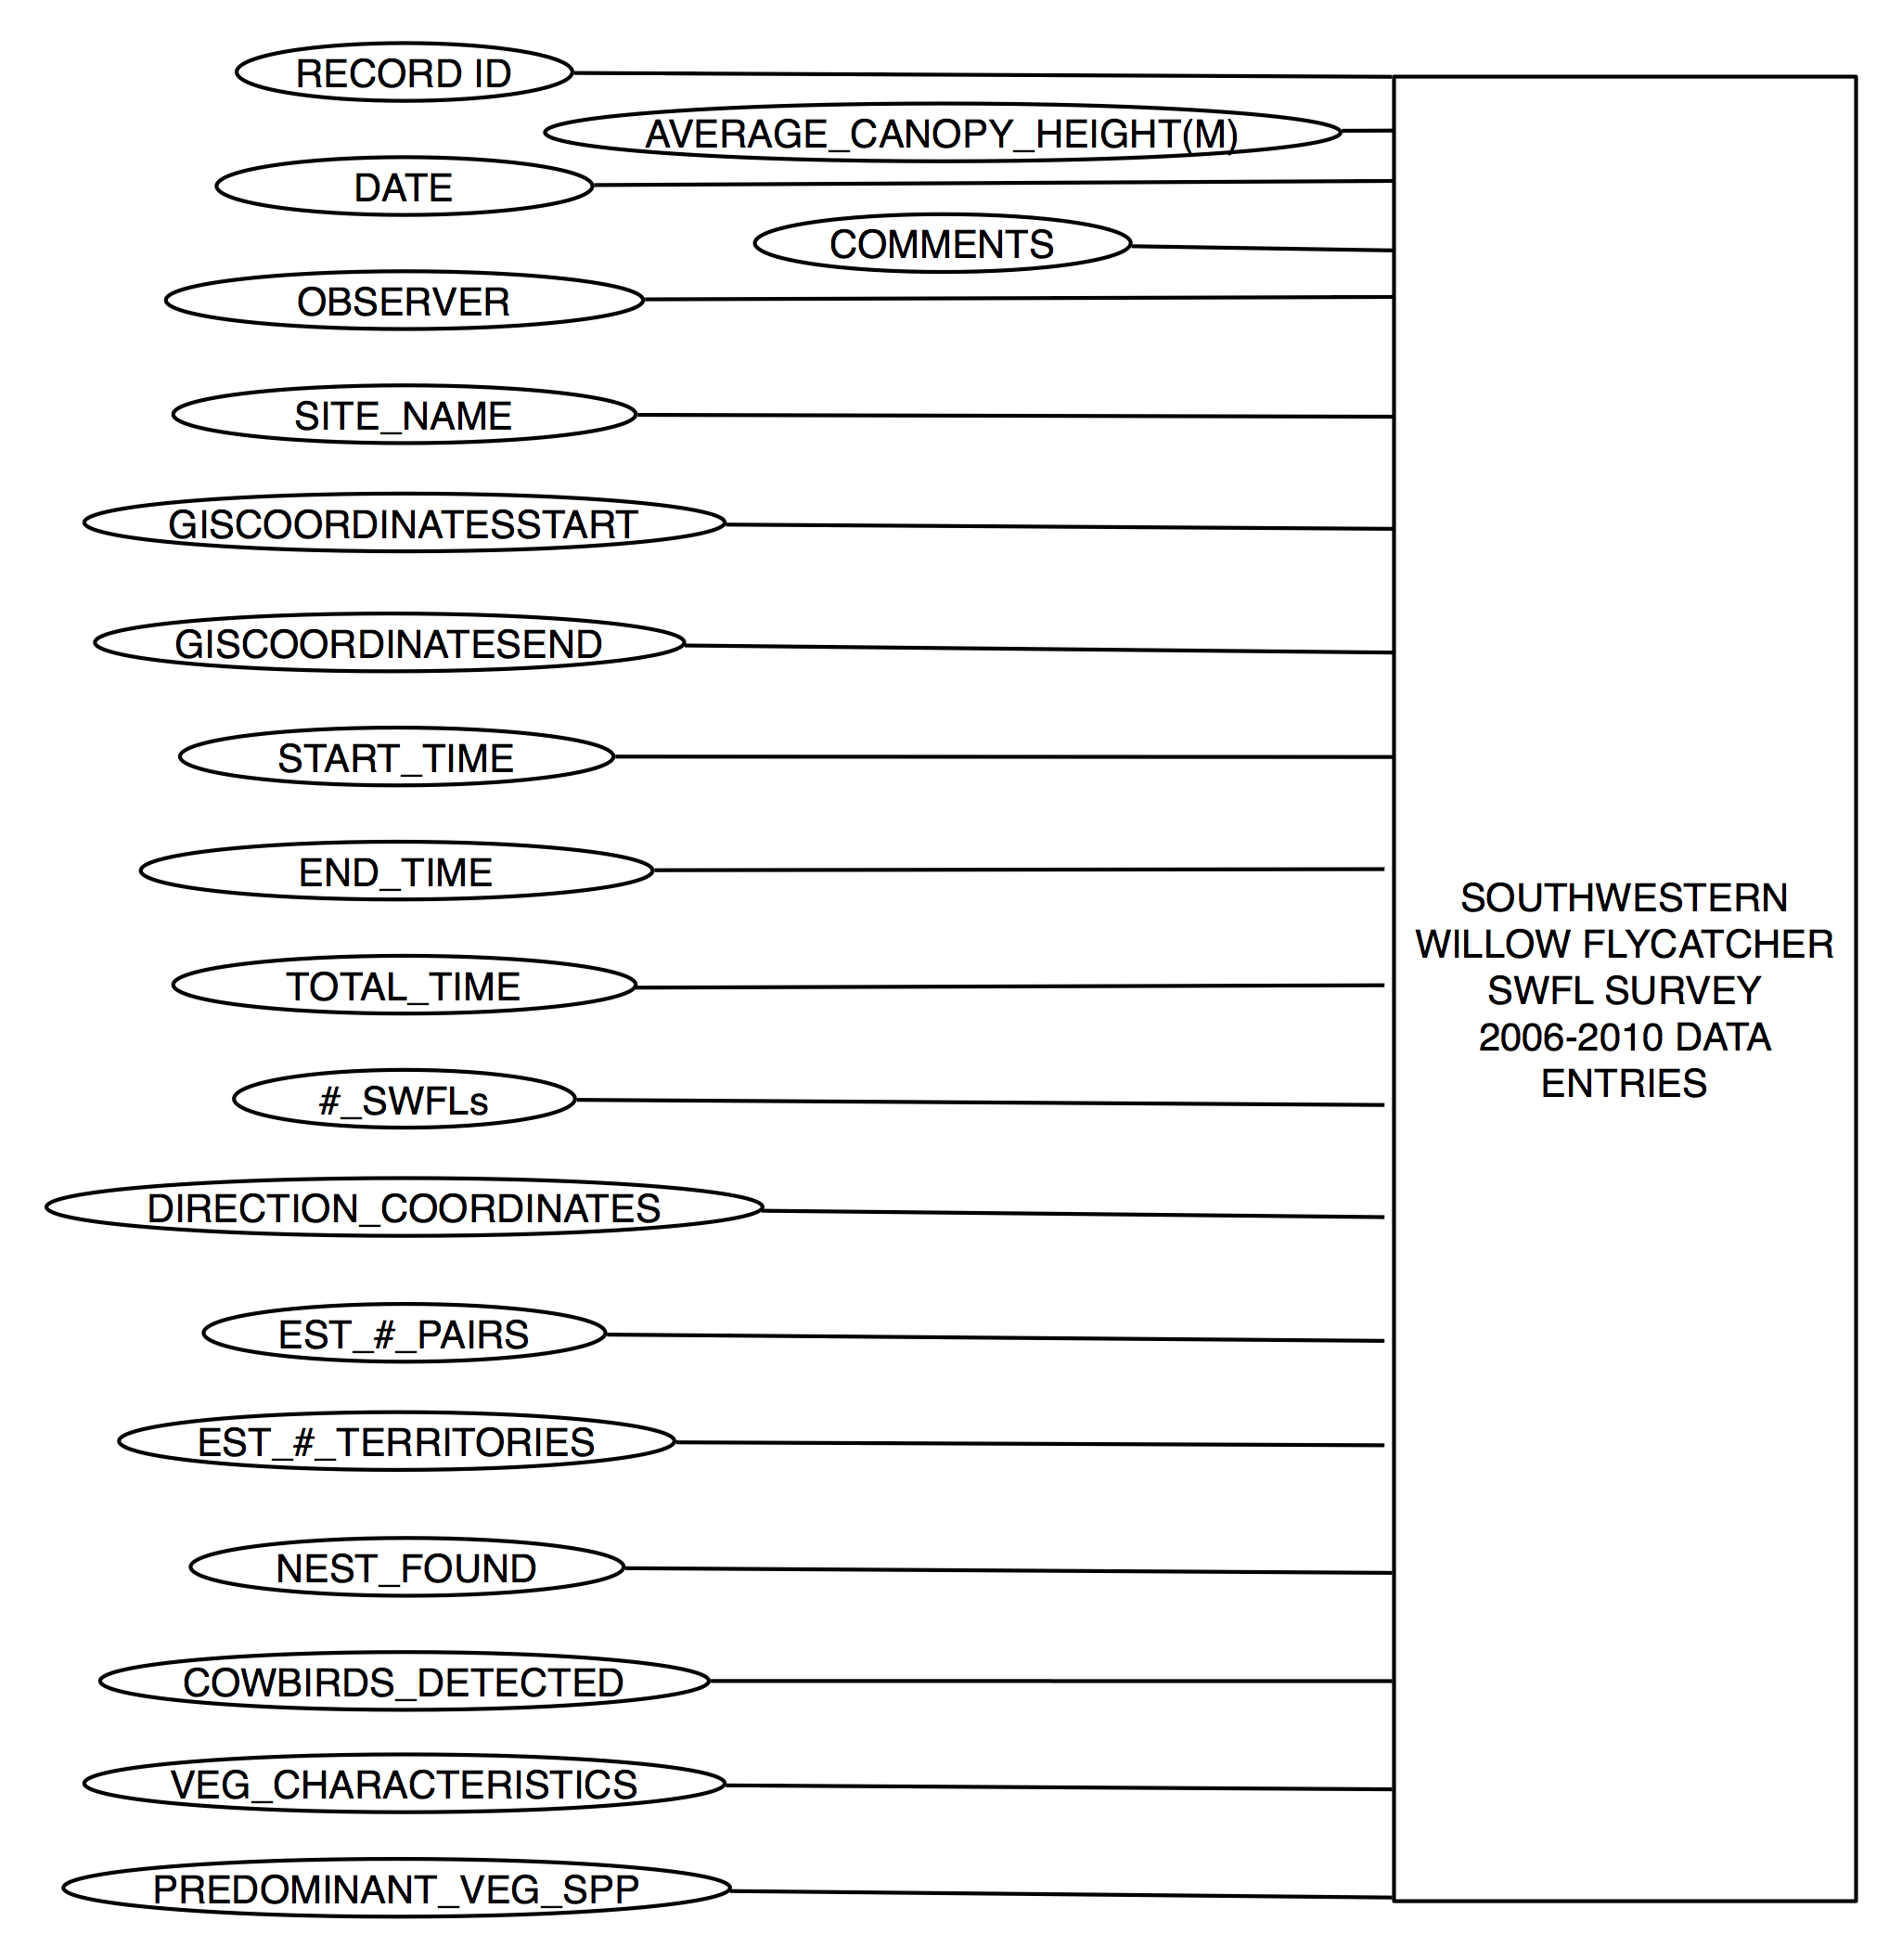 RECORD ID
AVERAGE_CANOPY_HEIGHT(M)
DATE
COMMENTS
OBSERVER
SITE_NAME
GISCOORDINATESSTART
GISCOORDINATESEND
START_TIME
END_TIME
TOTAL_TIME
#_SWFLs
DIRECTION_COORDINATES
EST_#_PAIRS
EST_#_TERRITORIES
NEST_FOUND
COWBIRDS_DETECTED
VEG_CHARACTERISTICS
PREDOMINANT_VEG_SPP
SOUTHWESTERN
WILLOW FLYCATCHER
SWFL SURVEY
2006-2010 DATA
ENTRIES